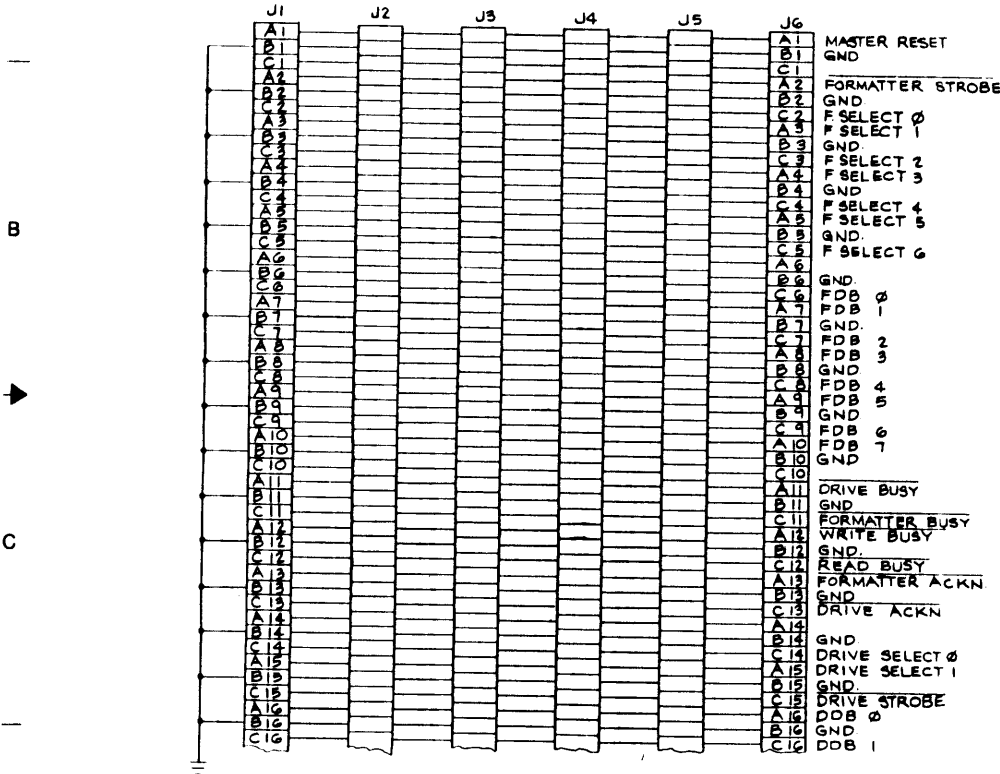 J1 J2 J3 J4 J5 J6
A1 A1 MASTER RESET
B1 B1 GND
C1 C1
A2 A2 FORMATTER STROBE
B2 B2 GND
C2 C2 F. SELECT Ø
A3 A3 F SELECT 1
B3 B3 GND.
C3 C3 F SELECT 2
A4 A4 F SELECT 3
B4 B4 GND
C4 C4 F SELECT 4
A5 A5 F SELECT 5
B5 B5 GND.
C5 C5 F SELECT 6
A6 A6
B6 B6 GND.
C6 C6 FDB Ø
A7 A7 FDB 1
B7 B7 GND.
C7 C7 FDB 2
A8 A8 FDB 3
B8 B8 GND
C8 C8 FDB 4
A9 A9 FDB 5
B9 B9 GND
C9 C9 FDB 6
A10 A10 FDB 7
B10 B10 GND
C10 C10
A11 A11 DRIVE BUSY
B11 B11 GND
C11 C11 FORMATTER BUSY
A12 A12 WRITE BUSY
B12 B12 GND.
C12 C12 READ BUSY
A13 A13 FORMATTER ACKN.
B13 B13 GND
C13 C13 DRIVE ACKN
A14 A14
B14 B14 GND.
C14 C14 DRIVE SELECT Ø
A15 A15 DRIVE SELECT 1
B15 B15 GND.
C15 C15 DRIVE STROBE
A16 A16 DDB Ø
B16 B16 GND.
C16 C16 DDB 1
B
C